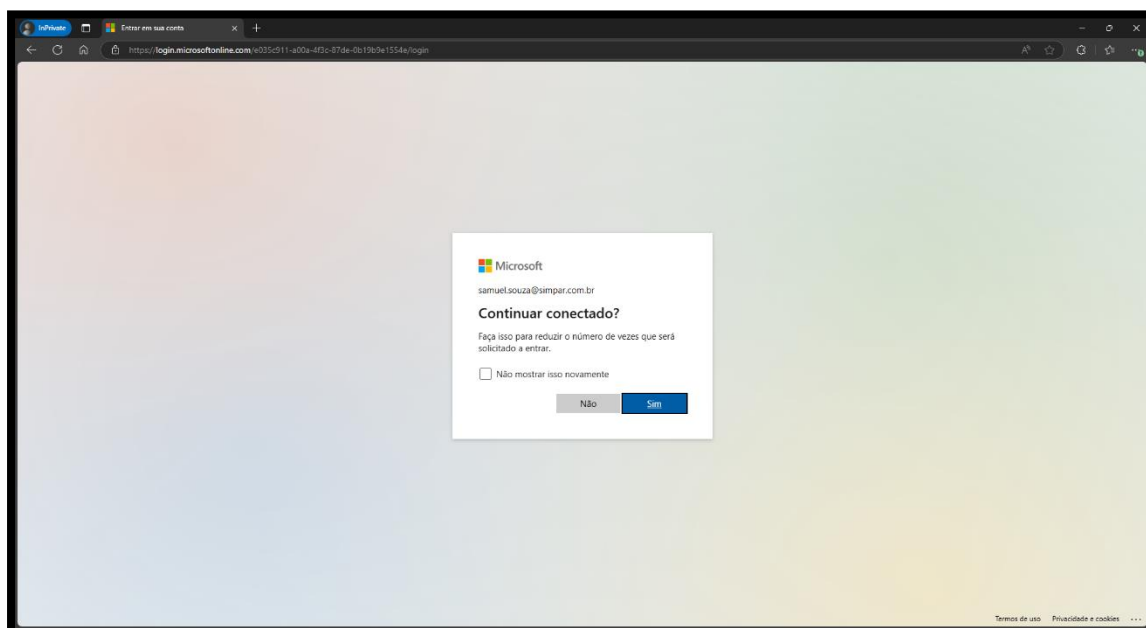 InPrivate
Entrar em sua conta
https://login.microsoftonline.com/e035c911-a00a-4f3c-87de-0b19b9e1554e/login
Microsoft
samuel.souza@simpar.com.br
Continuar conectado?
Faça isso para reduzir o número de vezes que será
solicitado a entrar.
Não mostrar isso novamente
Não
Sim
Termos de uso Privacidade e cookies ...